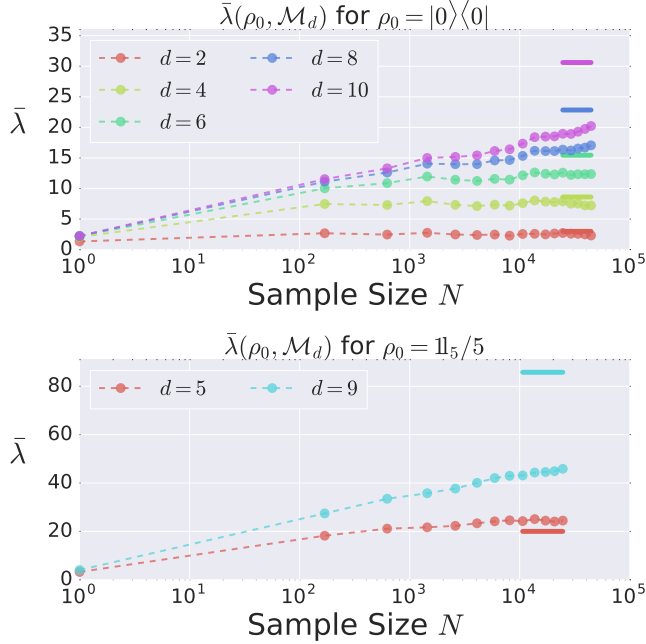 λ̄(ρ₀, ℳ_d) for ρ₀ = |0⟩⟨0|
35
30
25
20
15
10
5
0
λ̄
d = 2
d = 4
d = 6
d = 8
d = 10
10⁰
10¹
10²
10³
10⁴
10⁵
Sample Size N
λ̄(ρ₀, ℳ_d) for ρ₀ = 𝟙₅/5
80
60
40
20
0
λ̄
d = 5
d = 9
10⁰
10¹
10²
10³
10⁴
10⁵
Sample Size N